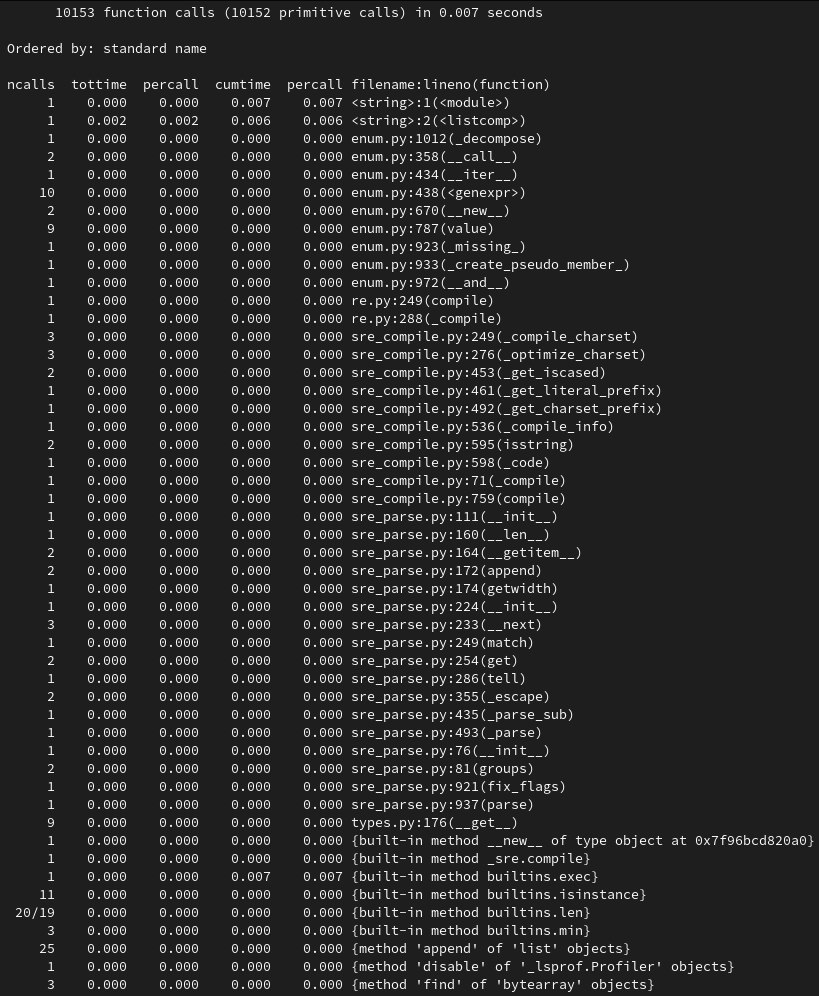 10153 function calls (10152 primitive calls) in 0.007 seconds
Ordered by: standard name
ncalls  tottime  percall  cumtime  percall filename:lineno(function)
1    0.000    0.000    0.007    0.007 <string>:1(<module>)
1    0.002    0.002    0.006    0.006 <string>:2(<listcomp>)
1    0.000    0.000    0.000    0.000 enum.py:1012(_decompose)
2    0.000    0.000    0.000    0.000 enum.py:358(__call__)
1    0.000    0.000    0.000    0.000 enum.py:434(__iter__)
10    0.000    0.000    0.000    0.000 enum.py:438(<genexpr>)
2    0.000    0.000    0.000    0.000 enum.py:670(__new__)
9    0.000    0.000    0.000    0.000 enum.py:787(value)
1    0.000    0.000    0.000    0.000 enum.py:923(_missing_)
1    0.000    0.000    0.000    0.000 enum.py:933(_create_pseudo_member_)
1    0.000    0.000    0.000    0.000 enum.py:972(__and__)
1    0.000    0.000    0.000    0.000 re.py:249(compile)
1    0.000    0.000    0.000    0.000 re.py:288(_compile)
3    0.000    0.000    0.000    0.000 sre_compile.py:249(_compile_charset)
3    0.000    0.000    0.000    0.000 sre_compile.py:276(_optimize_charset)
2    0.000    0.000    0.000    0.000 sre_compile.py:453(_get_iscased)
1    0.000    0.000    0.000    0.000 sre_compile.py:461(_get_literal_prefix)
1    0.000    0.000    0.000    0.000 sre_compile.py:492(_get_charset_prefix)
1    0.000    0.000    0.000    0.000 sre_compile.py:536(_compile_info)
2    0.000    0.000    0.000    0.000 sre_compile.py:595(isstring)
1    0.000    0.000    0.000    0.000 sre_compile.py:598(_code)
1    0.000    0.000    0.000    0.000 sre_compile.py:71(_compile)
1    0.000    0.000    0.000    0.000 sre_compile.py:759(compile)
1    0.000    0.000    0.000    0.000 sre_parse.py:111(__init__)
1    0.000    0.000    0.000    0.000 sre_parse.py:160(__len__)
2    0.000    0.000    0.000    0.000 sre_parse.py:164(__getitem__)
2    0.000    0.000    0.000    0.000 sre_parse.py:172(append)
1    0.000    0.000    0.000    0.000 sre_parse.py:174(getwidth)
1    0.000    0.000    0.000    0.000 sre_parse.py:224(__init__)
3    0.000    0.000    0.000    0.000 sre_parse.py:233(__next)
1    0.000    0.000    0.000    0.000 sre_parse.py:249(match)
2    0.000    0.000    0.000    0.000 sre_parse.py:254(get)
1    0.000    0.000    0.000    0.000 sre_parse.py:286(tell)
2    0.000    0.000    0.000    0.000 sre_parse.py:355(_escape)
1    0.000    0.000    0.000    0.000 sre_parse.py:435(_parse_sub)
1    0.000    0.000    0.000    0.000 sre_parse.py:493(_parse)
1    0.000    0.000    0.000    0.000 sre_parse.py:76(__init__)
2    0.000    0.000    0.000    0.000 sre_parse.py:81(groups)
1    0.000    0.000    0.000    0.000 sre_parse.py:921(fix_flags)
1    0.000    0.000    0.000    0.000 sre_parse.py:937(parse)
9    0.000    0.000    0.000    0.000 types.py:176(__get__)
1    0.000    0.000    0.000    0.000 {built-in method __new__ of type object at 0x7f96bcd820a0}
1    0.000    0.000    0.000    0.000 {built-in method _sre.compile}
1    0.000    0.000    0.007    0.007 {built-in method builtins.exec}
11    0.000    0.000    0.000    0.000 {built-in method builtins.isinstance}
20/19    0.000    0.000    0.000    0.000 {built-in method builtins.len}
3    0.000    0.000    0.000    0.000 {built-in method builtins.min}
25    0.000    0.000    0.000    0.000 {method 'append' of 'list' objects}
1    0.000    0.000    0.000    0.000 {method 'disable' of '_lsprof.Profiler' objects}
3    0.000    0.000    0.000    0.000 {method 'find' of 'bytearray' objects}